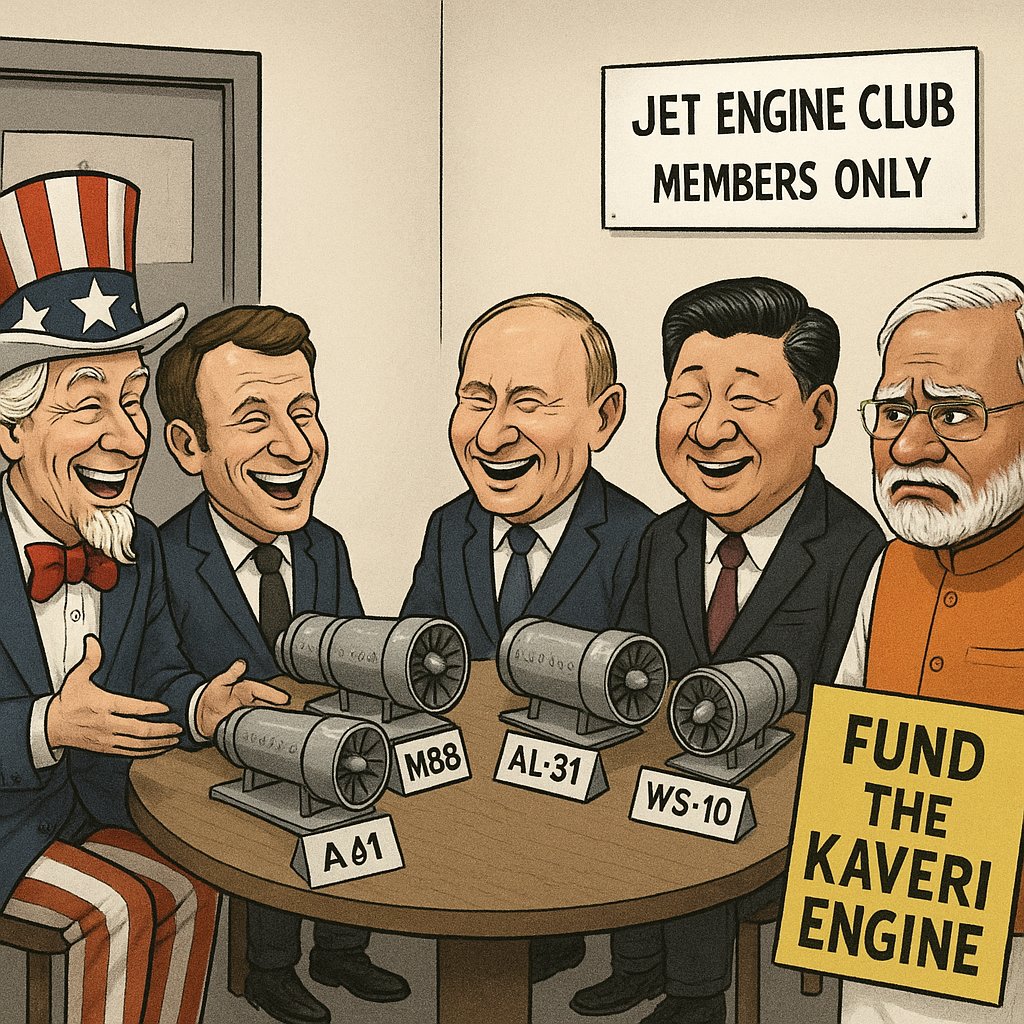 JET ENGINE CLUB
MEMBERS ONLY
M88
AL-31
WS-10
FUND
THE
KAVERI
ENGINE